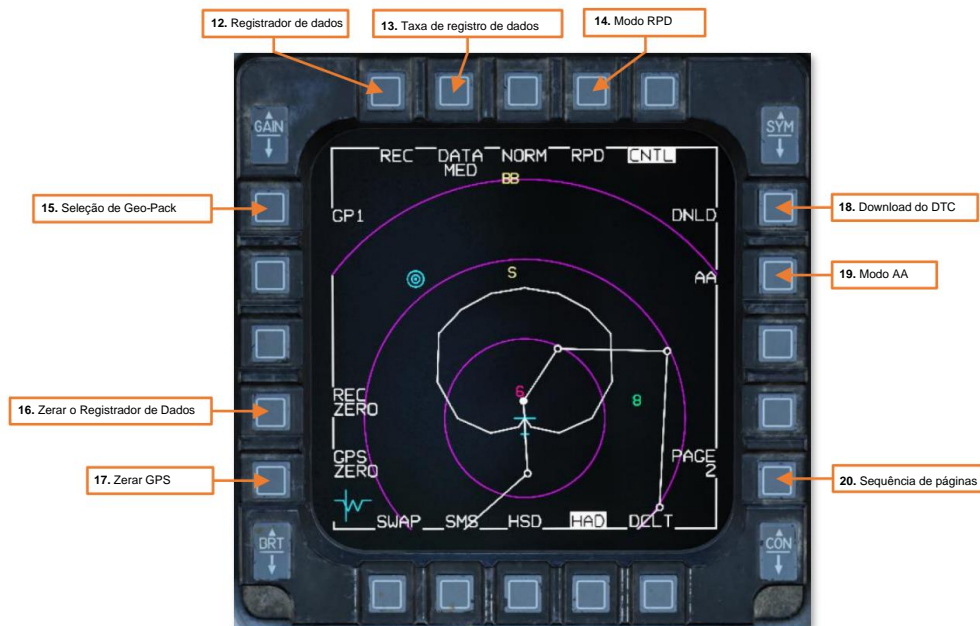 12. Registrador de dados
13. Taxa de registro de dados
14. Modo RPD
GAIN
SYM
REC DATA NORM RPD CNTL
MED
BB
15. Seleção de Geo-Pack
GP1
DNLD
18. Download do DTC
S
AA
19. Modo AA
6
8
16. Zerar o Registrador de Dados
REC
ZERO
17. Zerar GPS
GPS
ZERO
PAGE
2
20. Sequência de páginas
SWAP SMS HSD HAD DCLT
BRT
CON